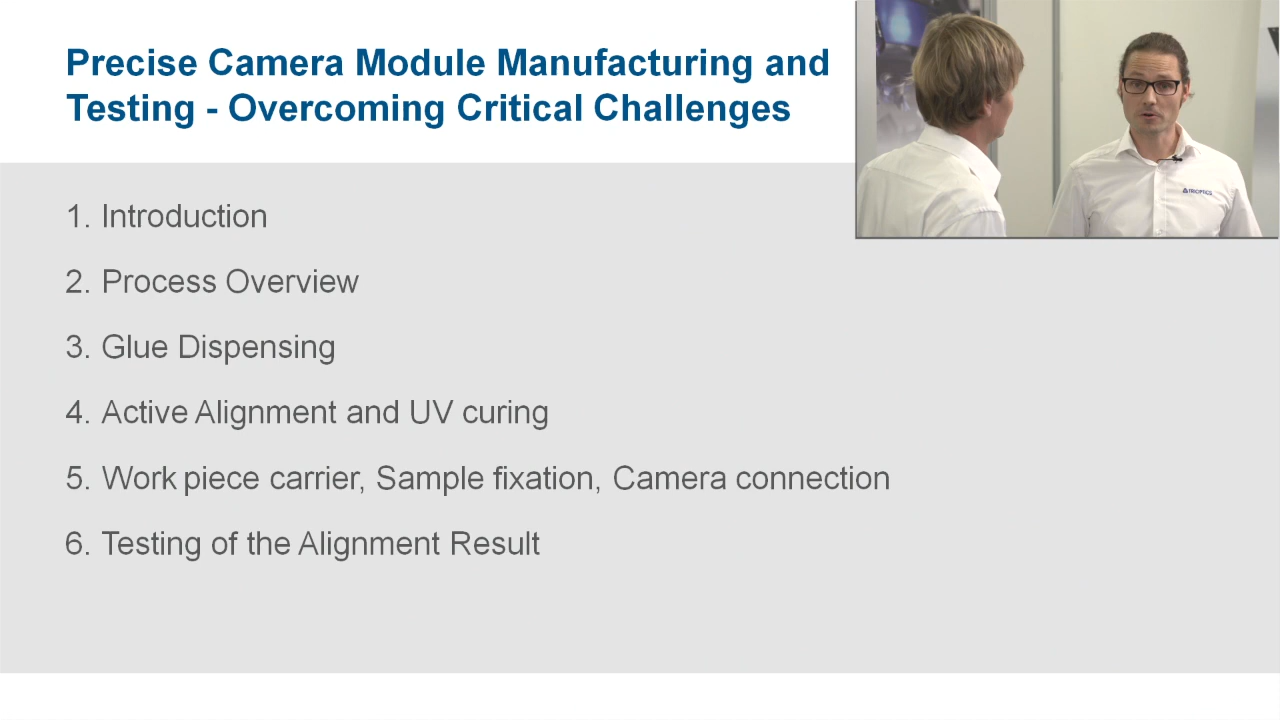 Precise Camera Module Manufacturing and
Testing - Overcoming Critical Challenges
1. Introduction
2. Process Overview
3. Glue Dispensing
4. Active Alignment and UV curing
5. Work piece carrier, Sample fixation, Camera connection
6. Testing of the Alignment Result
TRIOPTICS